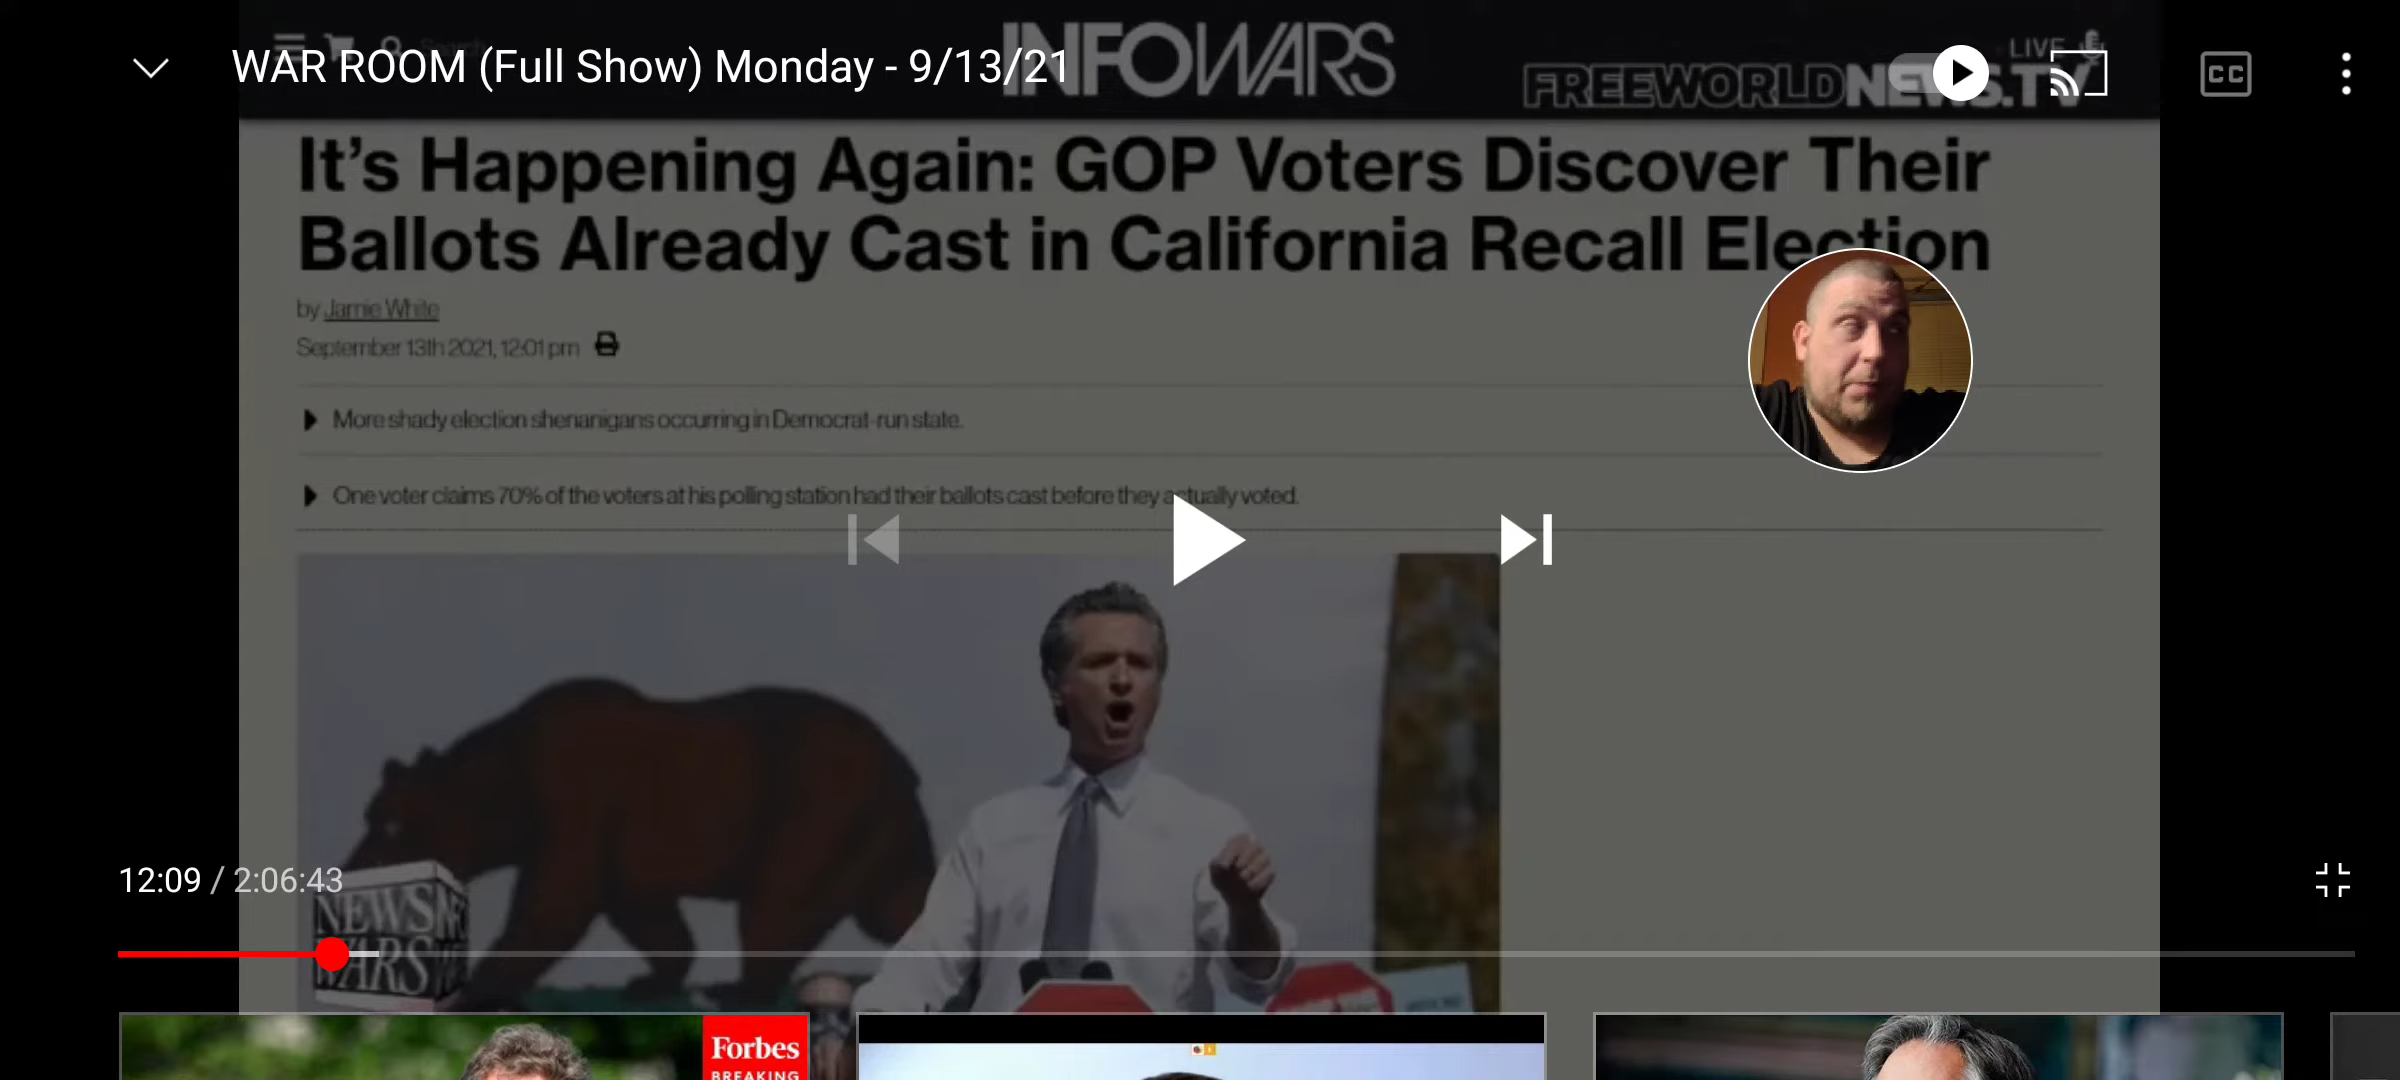 INFOWARS
WAR ROOM (Full Show) Monday - 9/13/21
LIVE
FREEWORLDNEWS.TV
CC
It's Happening Again: GOP Voters Discover Their
Ballots Already Cast in California Recall Election
by Jamie White
September 13th 2021, 12:01 pm
More shady election shenanigans occurring in Democrat-run state.
One voter claims 70% of the voters at his polling station had their ballots cast before they actually voted.
12:09 / 2:06:43
NEWS
WARS
Forbes
BREAKING